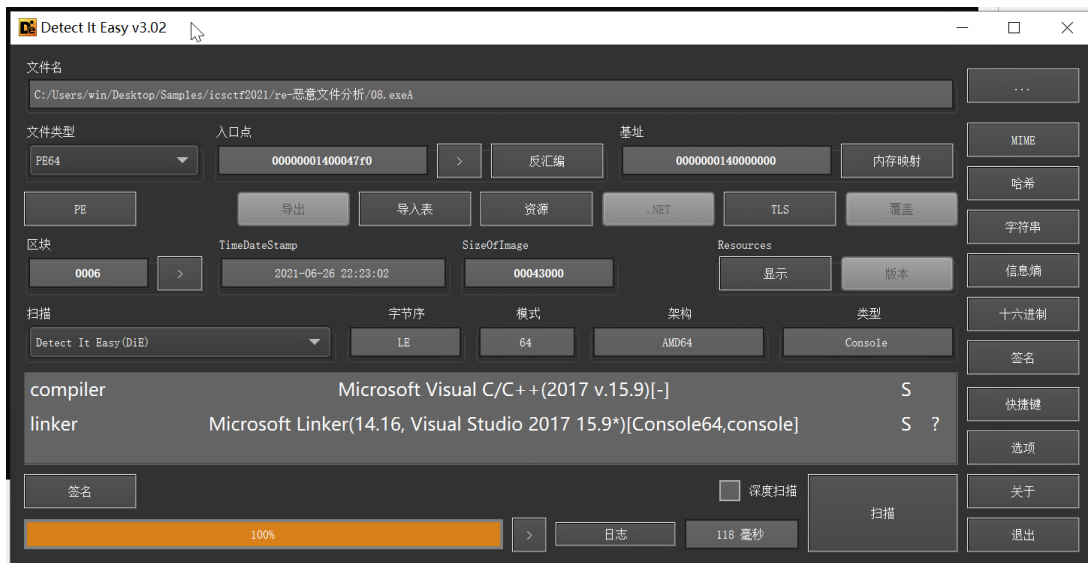 Detect It Easy v3.02
文件名
C:/Users/win/Desktop/Samples/icsctf2021/re-恶意文件分析/08.exeA
...
文件类型 入口点 基址
PE64 00000001400047f0 > 反汇编 0000000140000000 内存映射
MIME
PE 导出 导入表 资源 .NET TLS 覆盖
哈希
字符串
区块 TimeDateStamp SizeOfImage Resources
0006 > 2021-06-26 22:23:02 00043000 显示 版本
信息熵
扫描 字节序 模式 架构 类型
十六进制
Detect It Easy(DiE) LE 64 AMD64 Console
签名
compiler Microsoft Visual C/C++(2017 v.15.9)[-] S
快捷键
linker Microsoft Linker(14.16, Visual Studio 2017 15.9*)[Console64,console] S ?
选项
签名 深度扫描 扫描
关于
100% > 日志 118 毫秒
退出